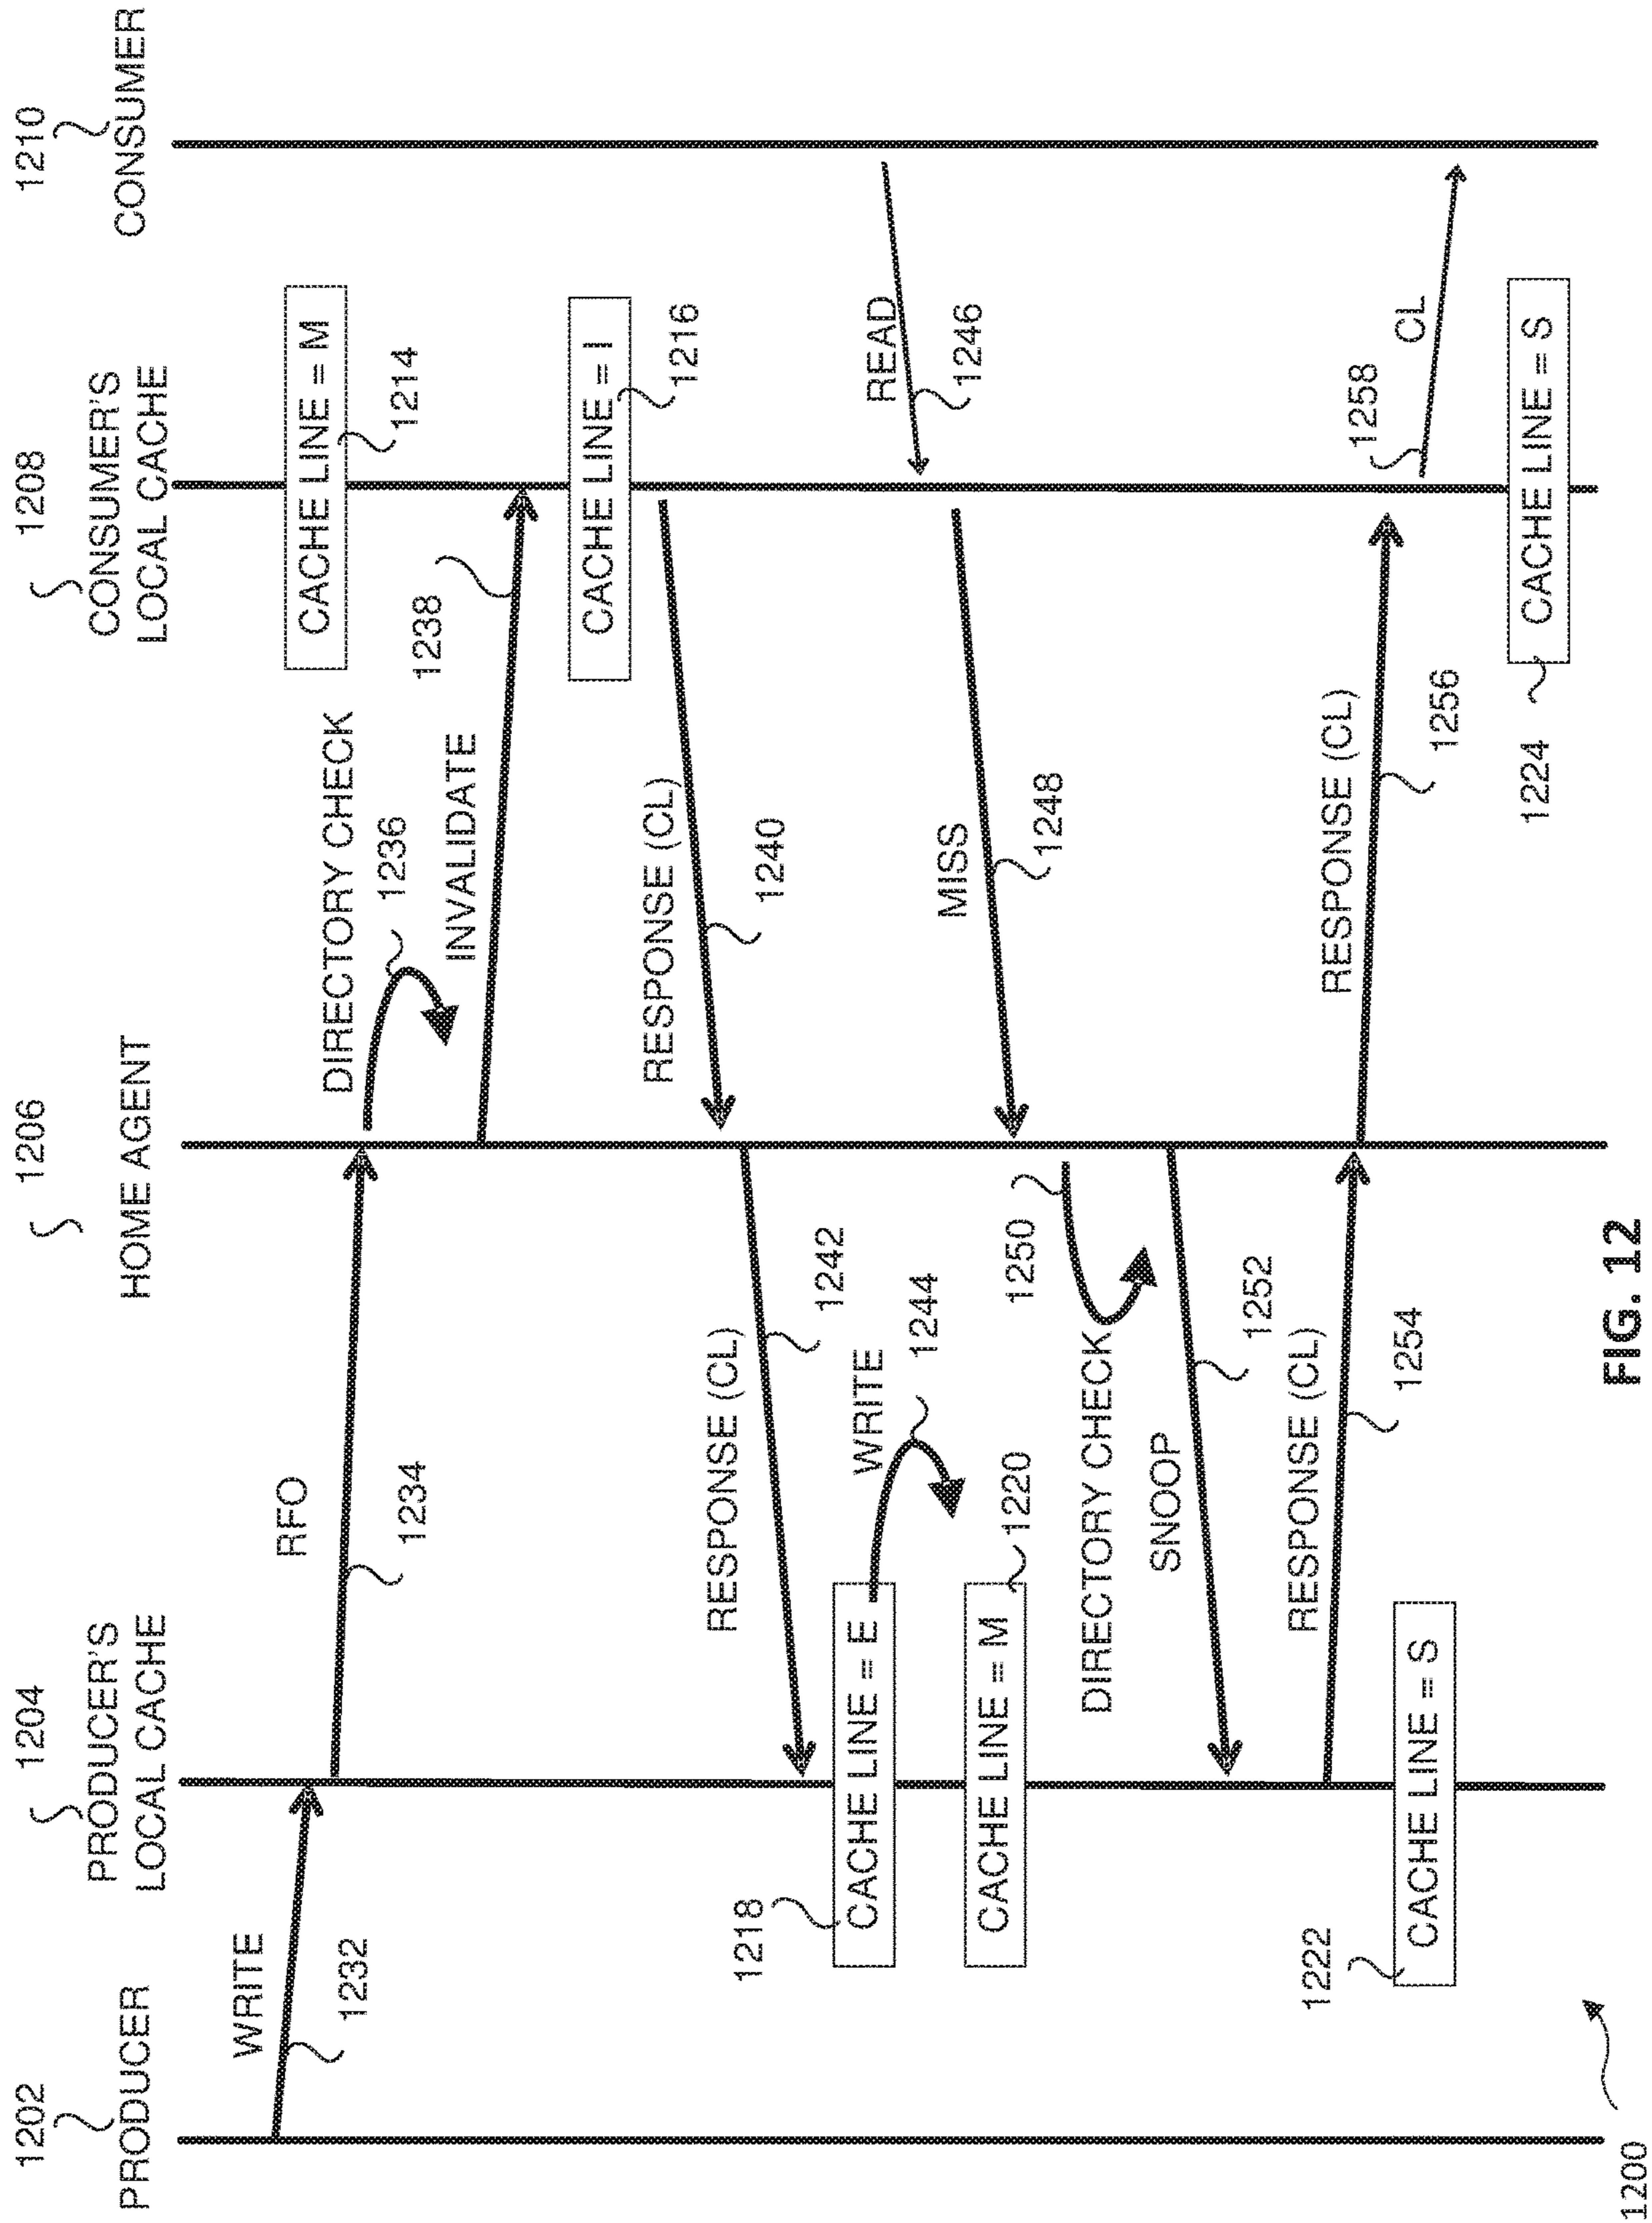 1202
PRODUCER
1204
PRODUCER'S
LOCAL CACHE
1206
HOME AGENT
1208
CONSUMER'S
LOCAL CACHE
1210
CONSUMER
WRITE
1232
RFO
1234
CACHE LINE = M
1214
DIRECTORY CHECK
1236
INVALIDATE
1238
CACHE LINE = I
1216
RESPONSE (CL)
1240
RESPONSE (CL)
1242
1218
CACHE LINE = E
WRITE
1244
CACHE LINE = M
1220
READ
1246
MISS
1248
DIRECTORY CHECK
1250
SNOOP
1252
RESPONSE (CL)
1254
RESPONSE (CL)
1256
1258
CL
1222
CACHE LINE = S
1224
CACHE LINE = S
1200
FIG. 12